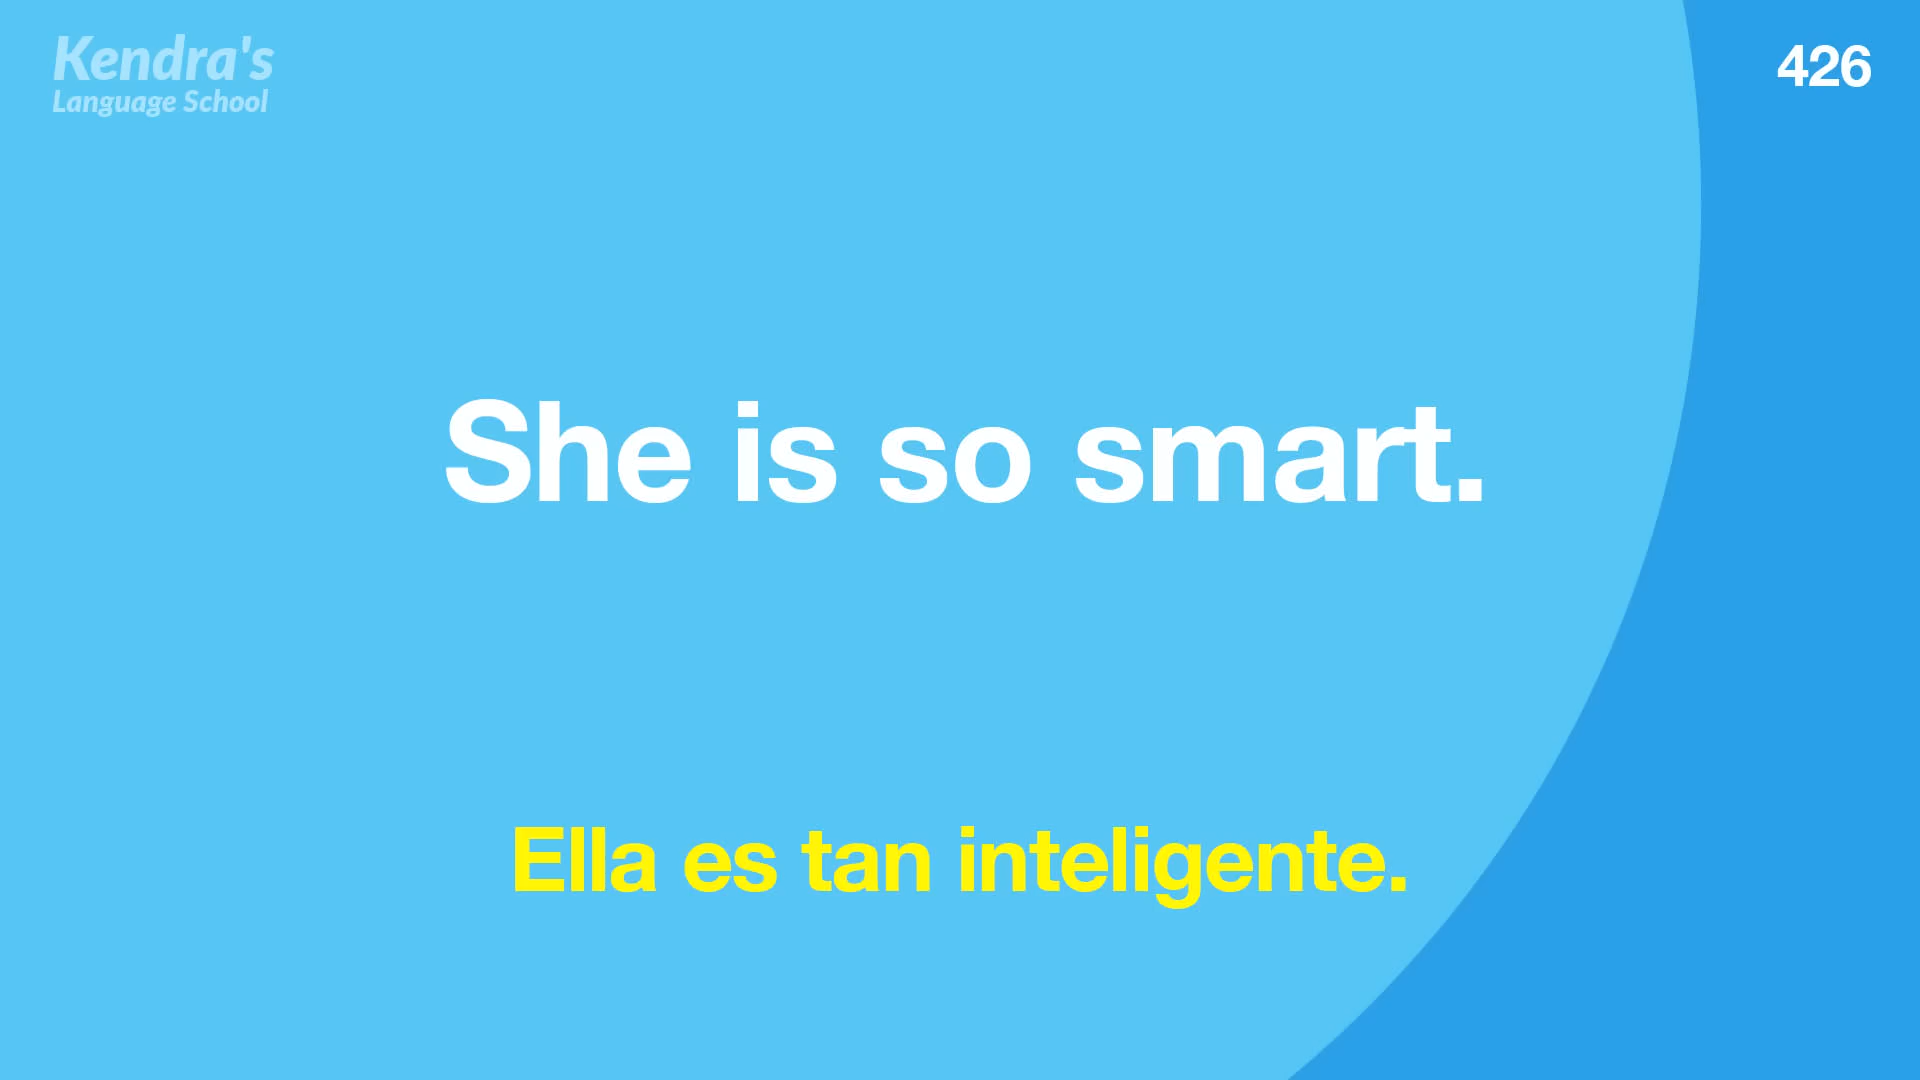 Kendra's
Language School
426
She is so smart.
Ella es tan inteligente.